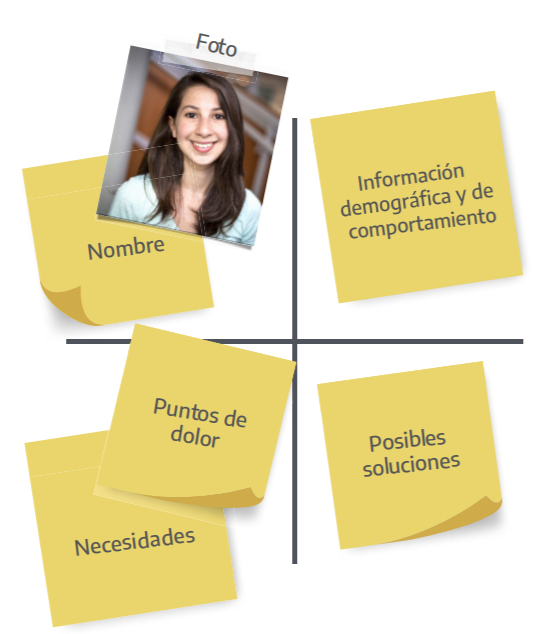 Foto
Nombre
Información
demográfica y de
comportamiento
Puntos de
dolor
Necesidades
Posibles
soluciones